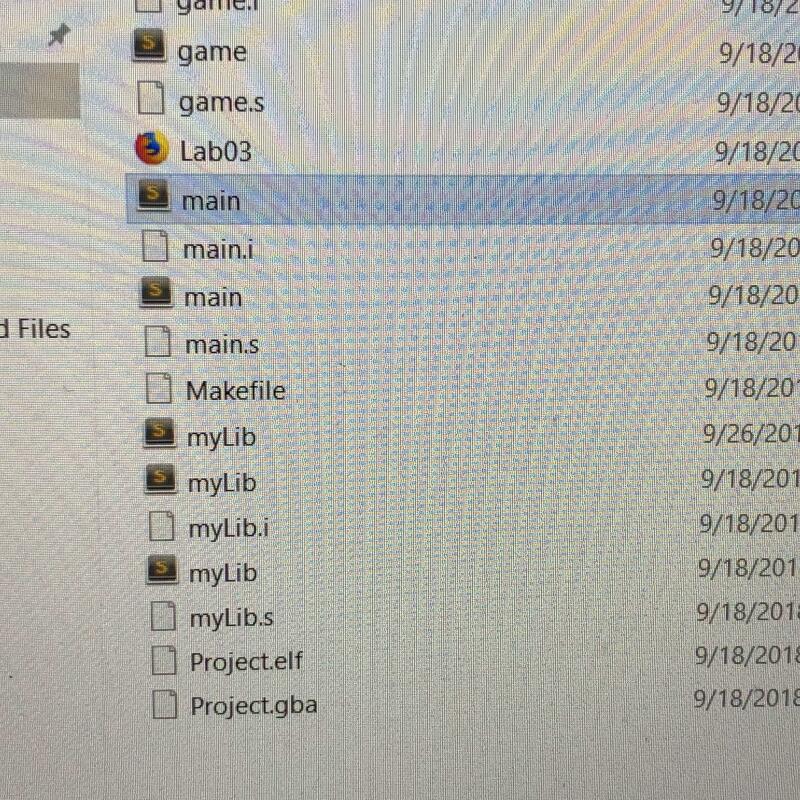 game.i 9/18/2
game 9/18/20
game.s 9/18/20
Lab03 9/18/20
main 9/18/20
main.i 9/18/20
main 9/18/20
d Files
main.s 9/18/201
Makefile 9/18/201
myLib 9/26/201
myLib 9/18/201
myLib.i 9/18/201
myLib 9/18/201
myLib.s 9/18/2018
Project.elf 9/18/2018
Project.gba 9/18/2018